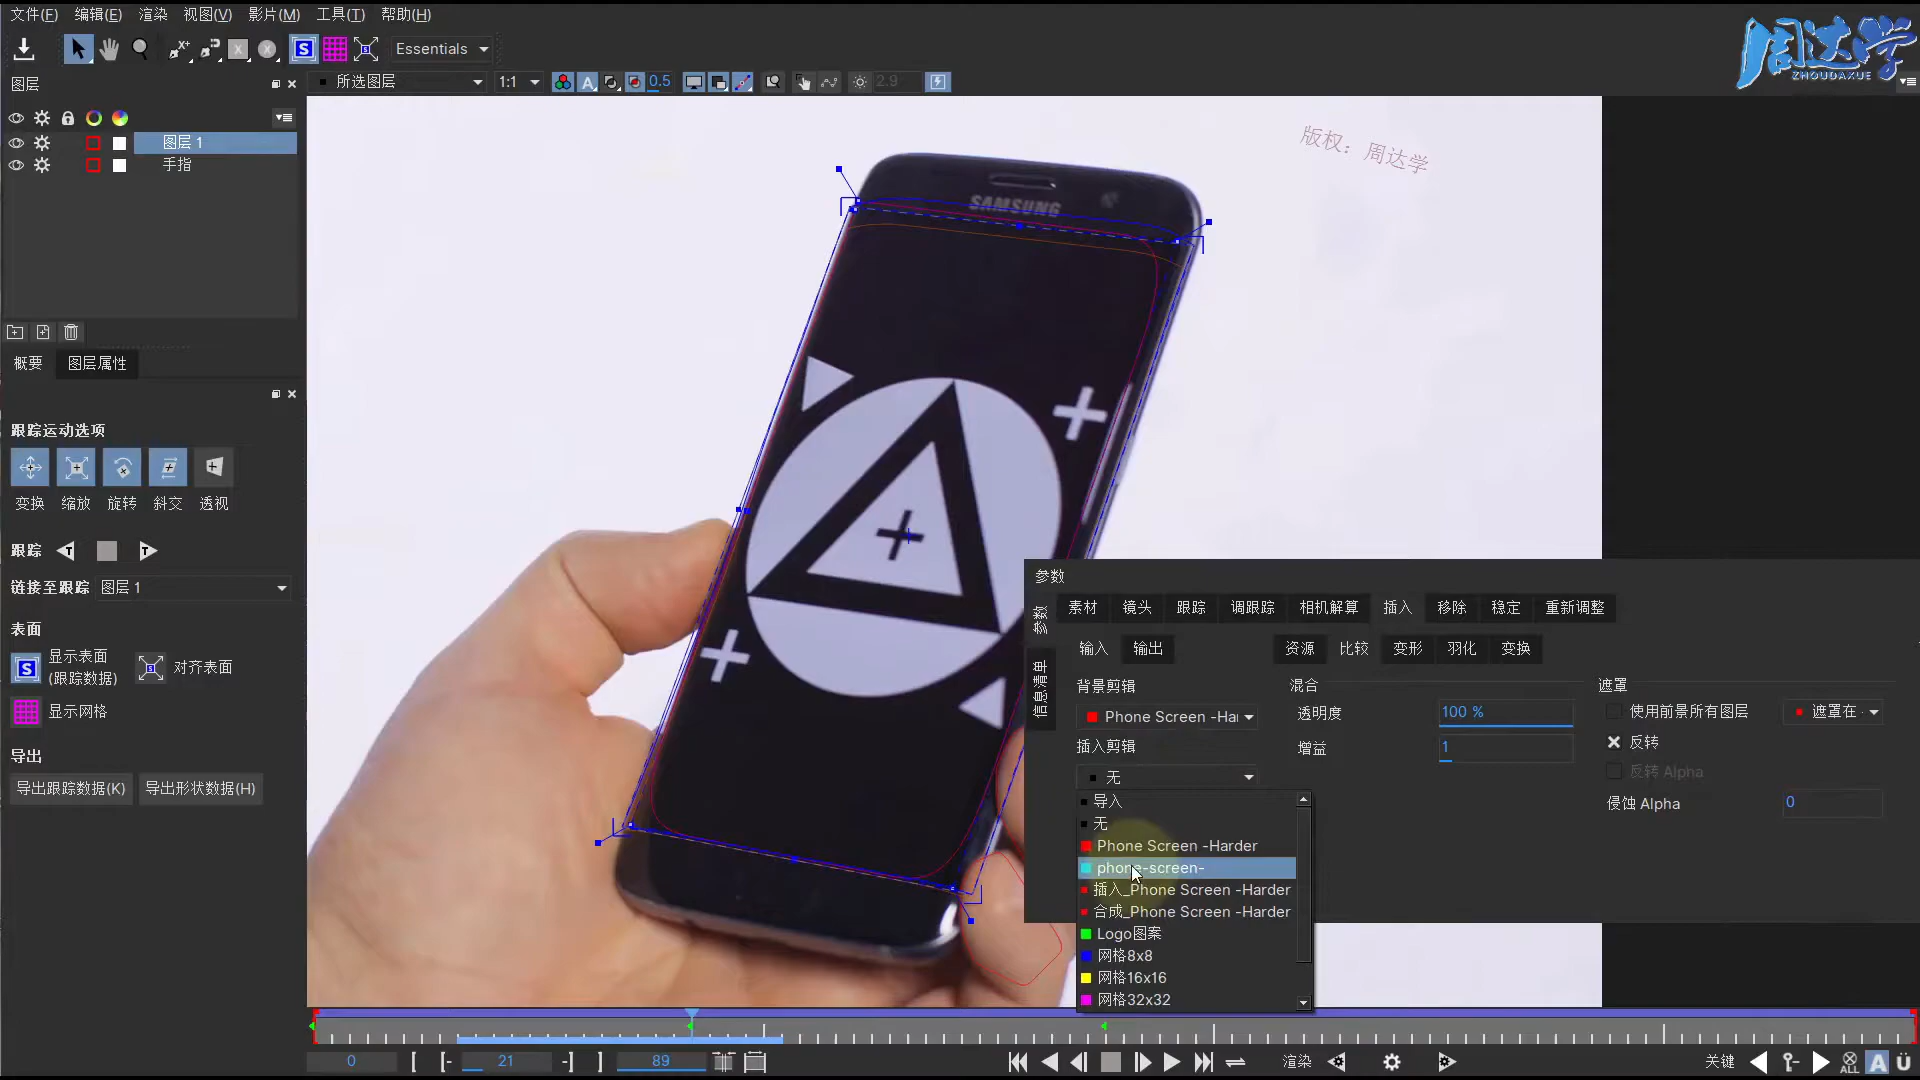 文件(F) 编辑(E) 渲染 视图(V) 影片(M) 工具(T) 帮助(H)
Essentials
周达学
ZHOUDAXUE
图层
所选图层 1:1 0.5 2.9
图层 1
手指
版权：周达学
SAMSUNG
概要 图层属性
跟踪运动选项
变换 缩放 旋转 斜交 透视
跟踪
链接至跟踪 图层 1
表面
显示表面
(跟踪数据)
对齐表面
显示网格
导出
导出跟踪数据(K) 导出形状数据(H)
参数
参数
信息清单
素材 镜头 跟踪 调跟踪 相机解算 插入 移除 稳定 重新调整
输入 输出 资源 比较 变形 羽化 变换
背景剪辑 混合 遮罩
Phone Screen -Har 透明度 100 % 使用前景所有图层 遮罩在
插入剪辑 增益 1 反转
无 反转 Alpha
侵蚀 Alpha 0
导入
无
Phone Screen -Harder
phone-screen-
插入_Phone Screen -Harder
合成_Phone Screen -Harder
Logo图案
网格8x8
网格16x16
网格32x32
0 21 89 渲染 关键
ALL